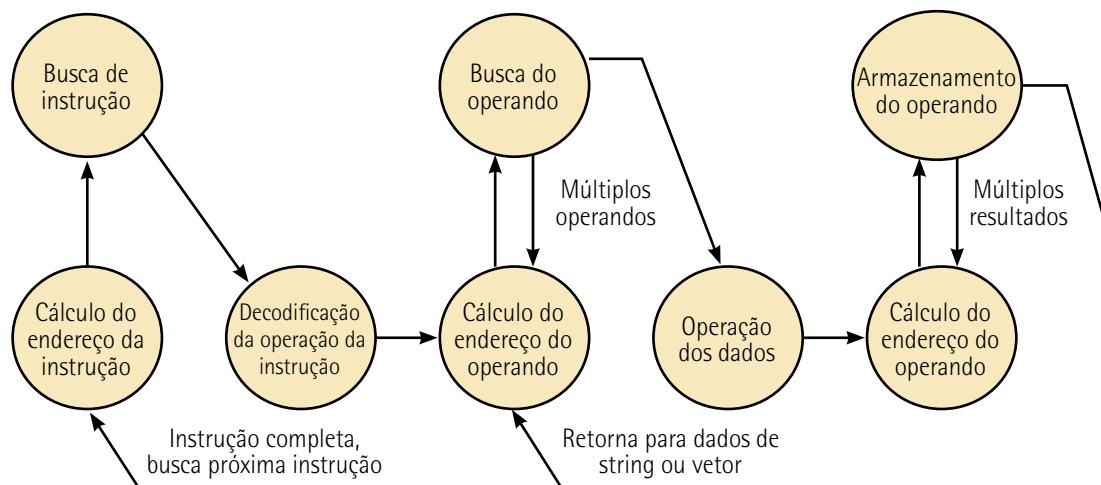 Busca de
instrução
Busca do
operando
Armazenamento
do operando
Múltiplos
operandos
Múltiplos
resultados
Cálculo do
endereço da
instrução
Decodificação
da operação da
instrução
Cálculo do
endereço do
operando
Operação
dos dados
Cálculo do
endereço do
operando
Instrução completa,
busca próxima instrução
Retorna para dados de
string ou vetor